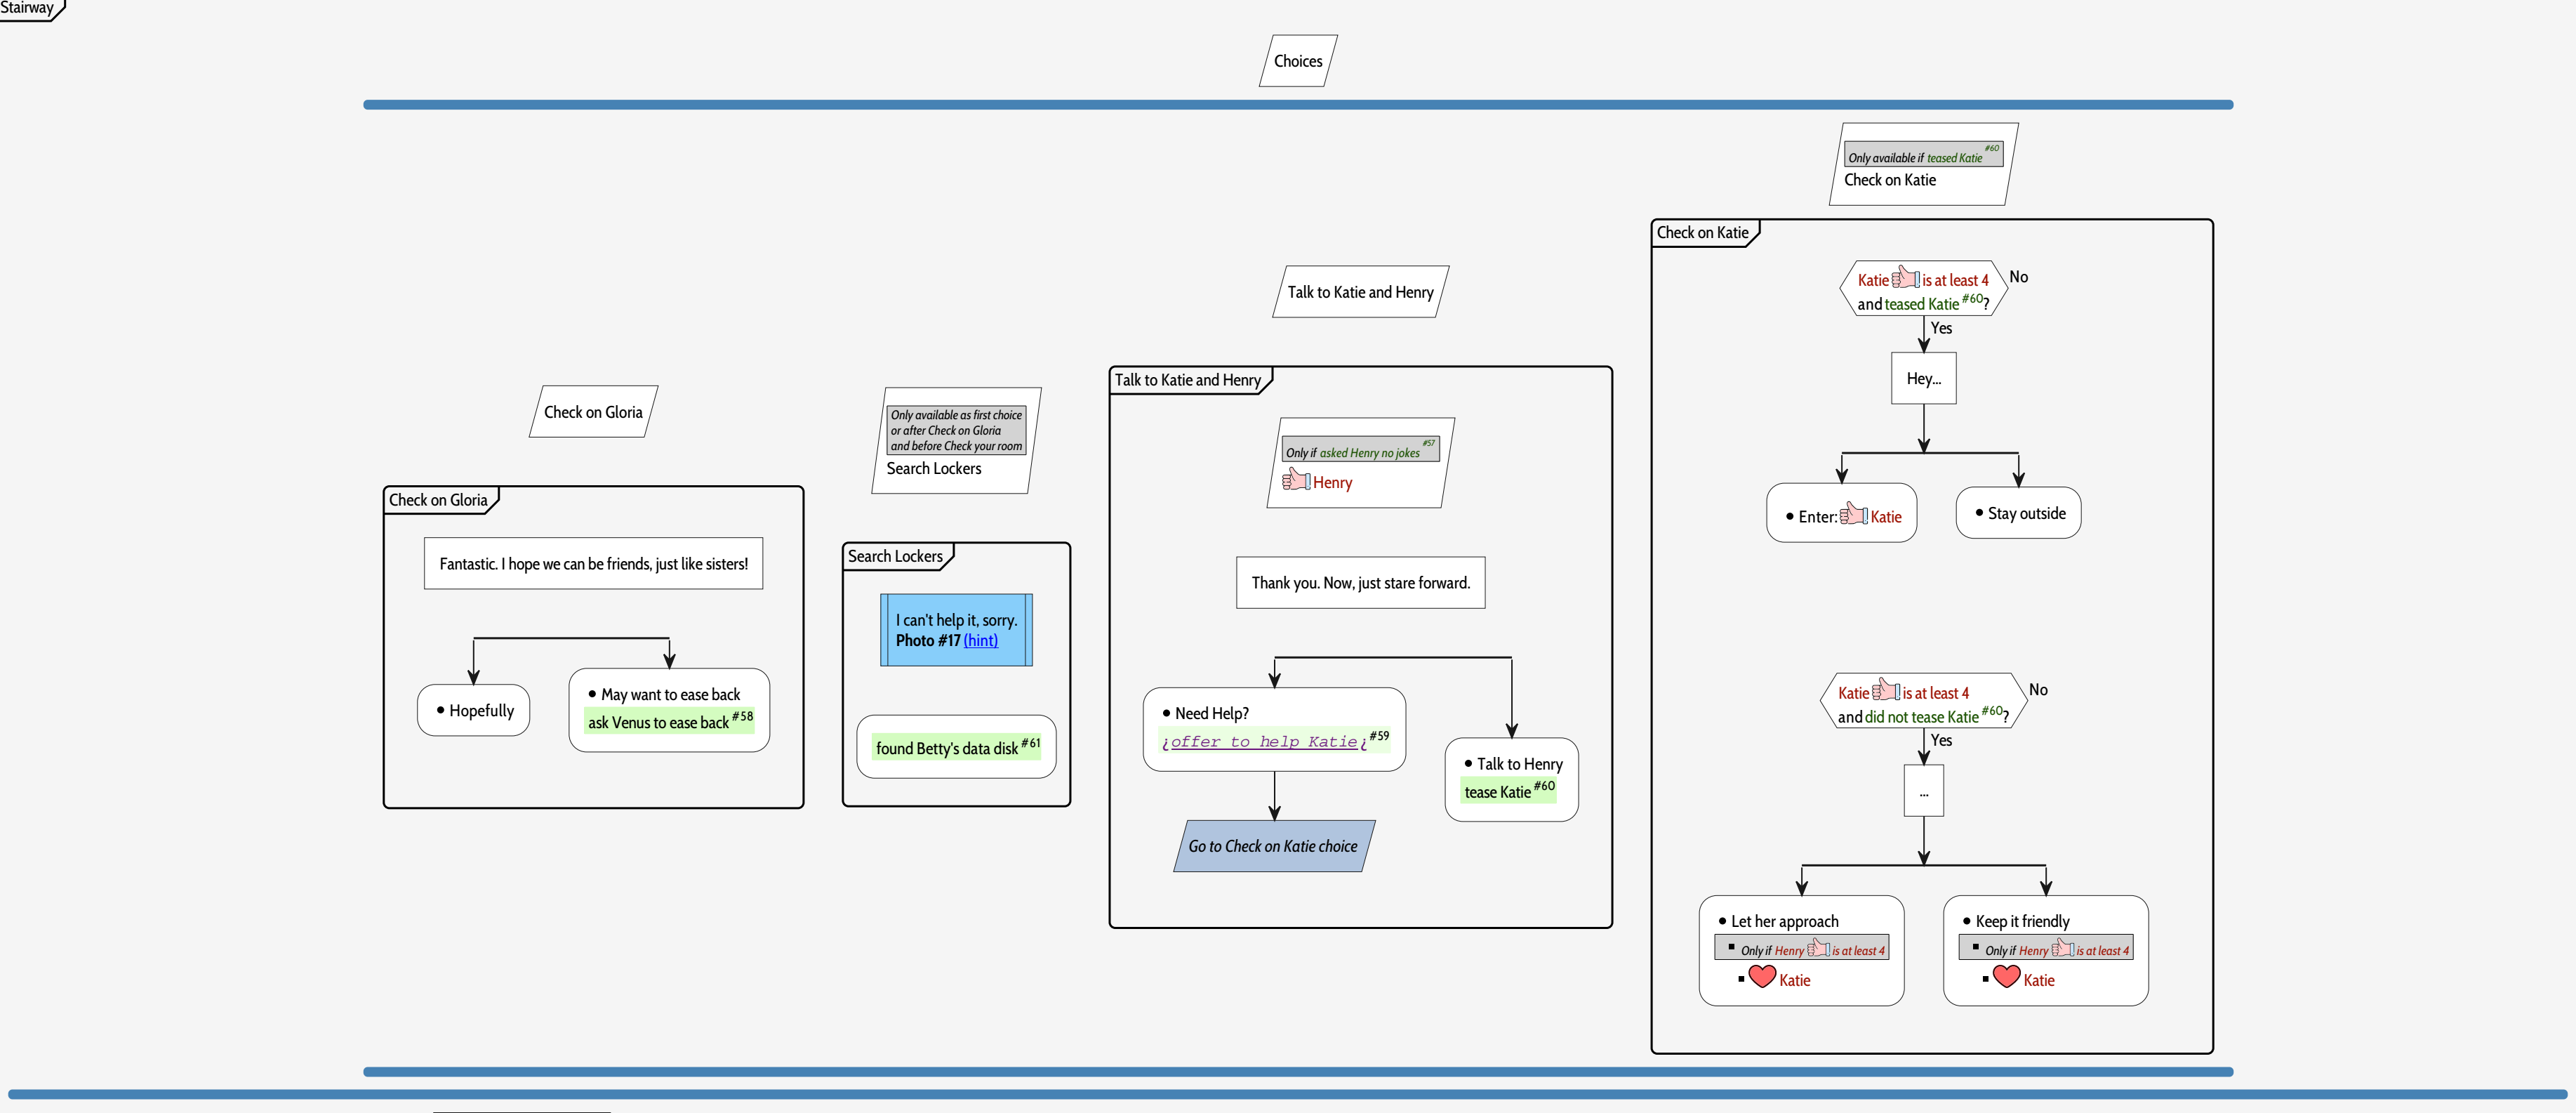 Stairway
Choices
Check on Gloria
Check on Gloria
Fantastic. I hope we can be friends, just like sisters!
• Hopefully
• May want to ease back
ask Venus to ease back #58
Only available as first choice
or after Check on Gloria
and before Check your room
Search Lockers
Search Lockers
I can't help it, sorry.
Photo #17 (hint)
found Betty's data disk #61
Talk to Katie and Henry
Talk to Katie and Henry
Only if asked Henry no jokes #57
Henry
Thank you. Now, just stare forward.
• Need Help?
¿offer to help Katie¿ #59
Go to Check on Katie choice
• Talk to Henry
tease Katie #60
Only available if teased Katie #60
Check on Katie
Check on Katie
Katie is at least 4
and teased Katie #60?
No
Yes
Hey...
• Enter: Katie
• Stay outside
Katie is at least 4
and did not tease Katie #60?
No
Yes
...
• Let her approach
▪ Only if Henry is at least 4
▪ Katie
• Keep it friendly
▪ Only if Henry is at least 4
▪ Katie